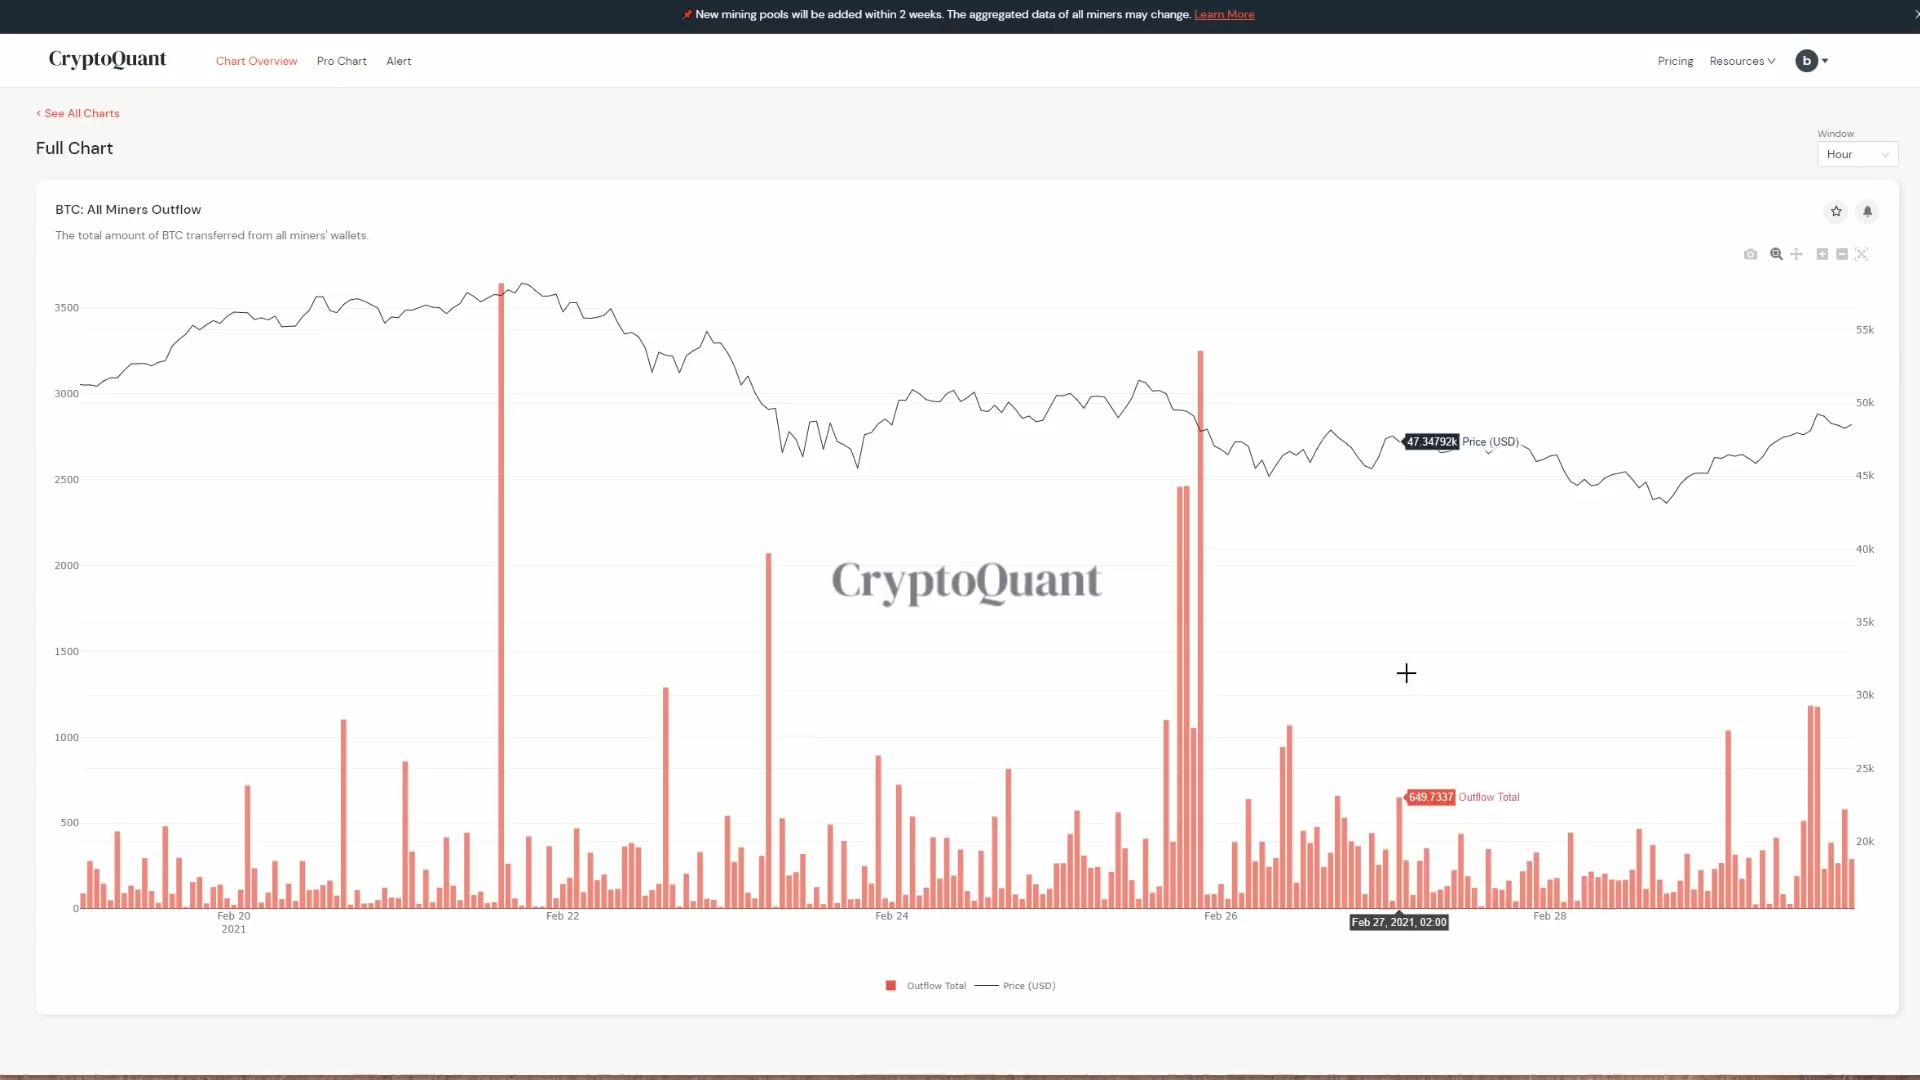 📌 New mining pools will be added within 2 weeks. The aggregated data of all miners may change. Learn More
CryptoQuant
Chart Overview
Pro Chart
Alert
Pricing
Resources
b
< See All Charts
Full Chart
Window
Hour
BTC: All Miners Outflow
The total amount of BTC transferred from all miners' wallets.
3500
3000
2500
2000
1500
1000
500
0
55k
50k
45k
40k
35k
30k
25k
20k
47.34792k Price (USD)
CryptoQuant
649.7337 Outflow Total
Feb 20
2021
Feb 22
Feb 24
Feb 26
Feb 27, 2021, 02:00
Feb 28
Outflow Total
Price (USD)